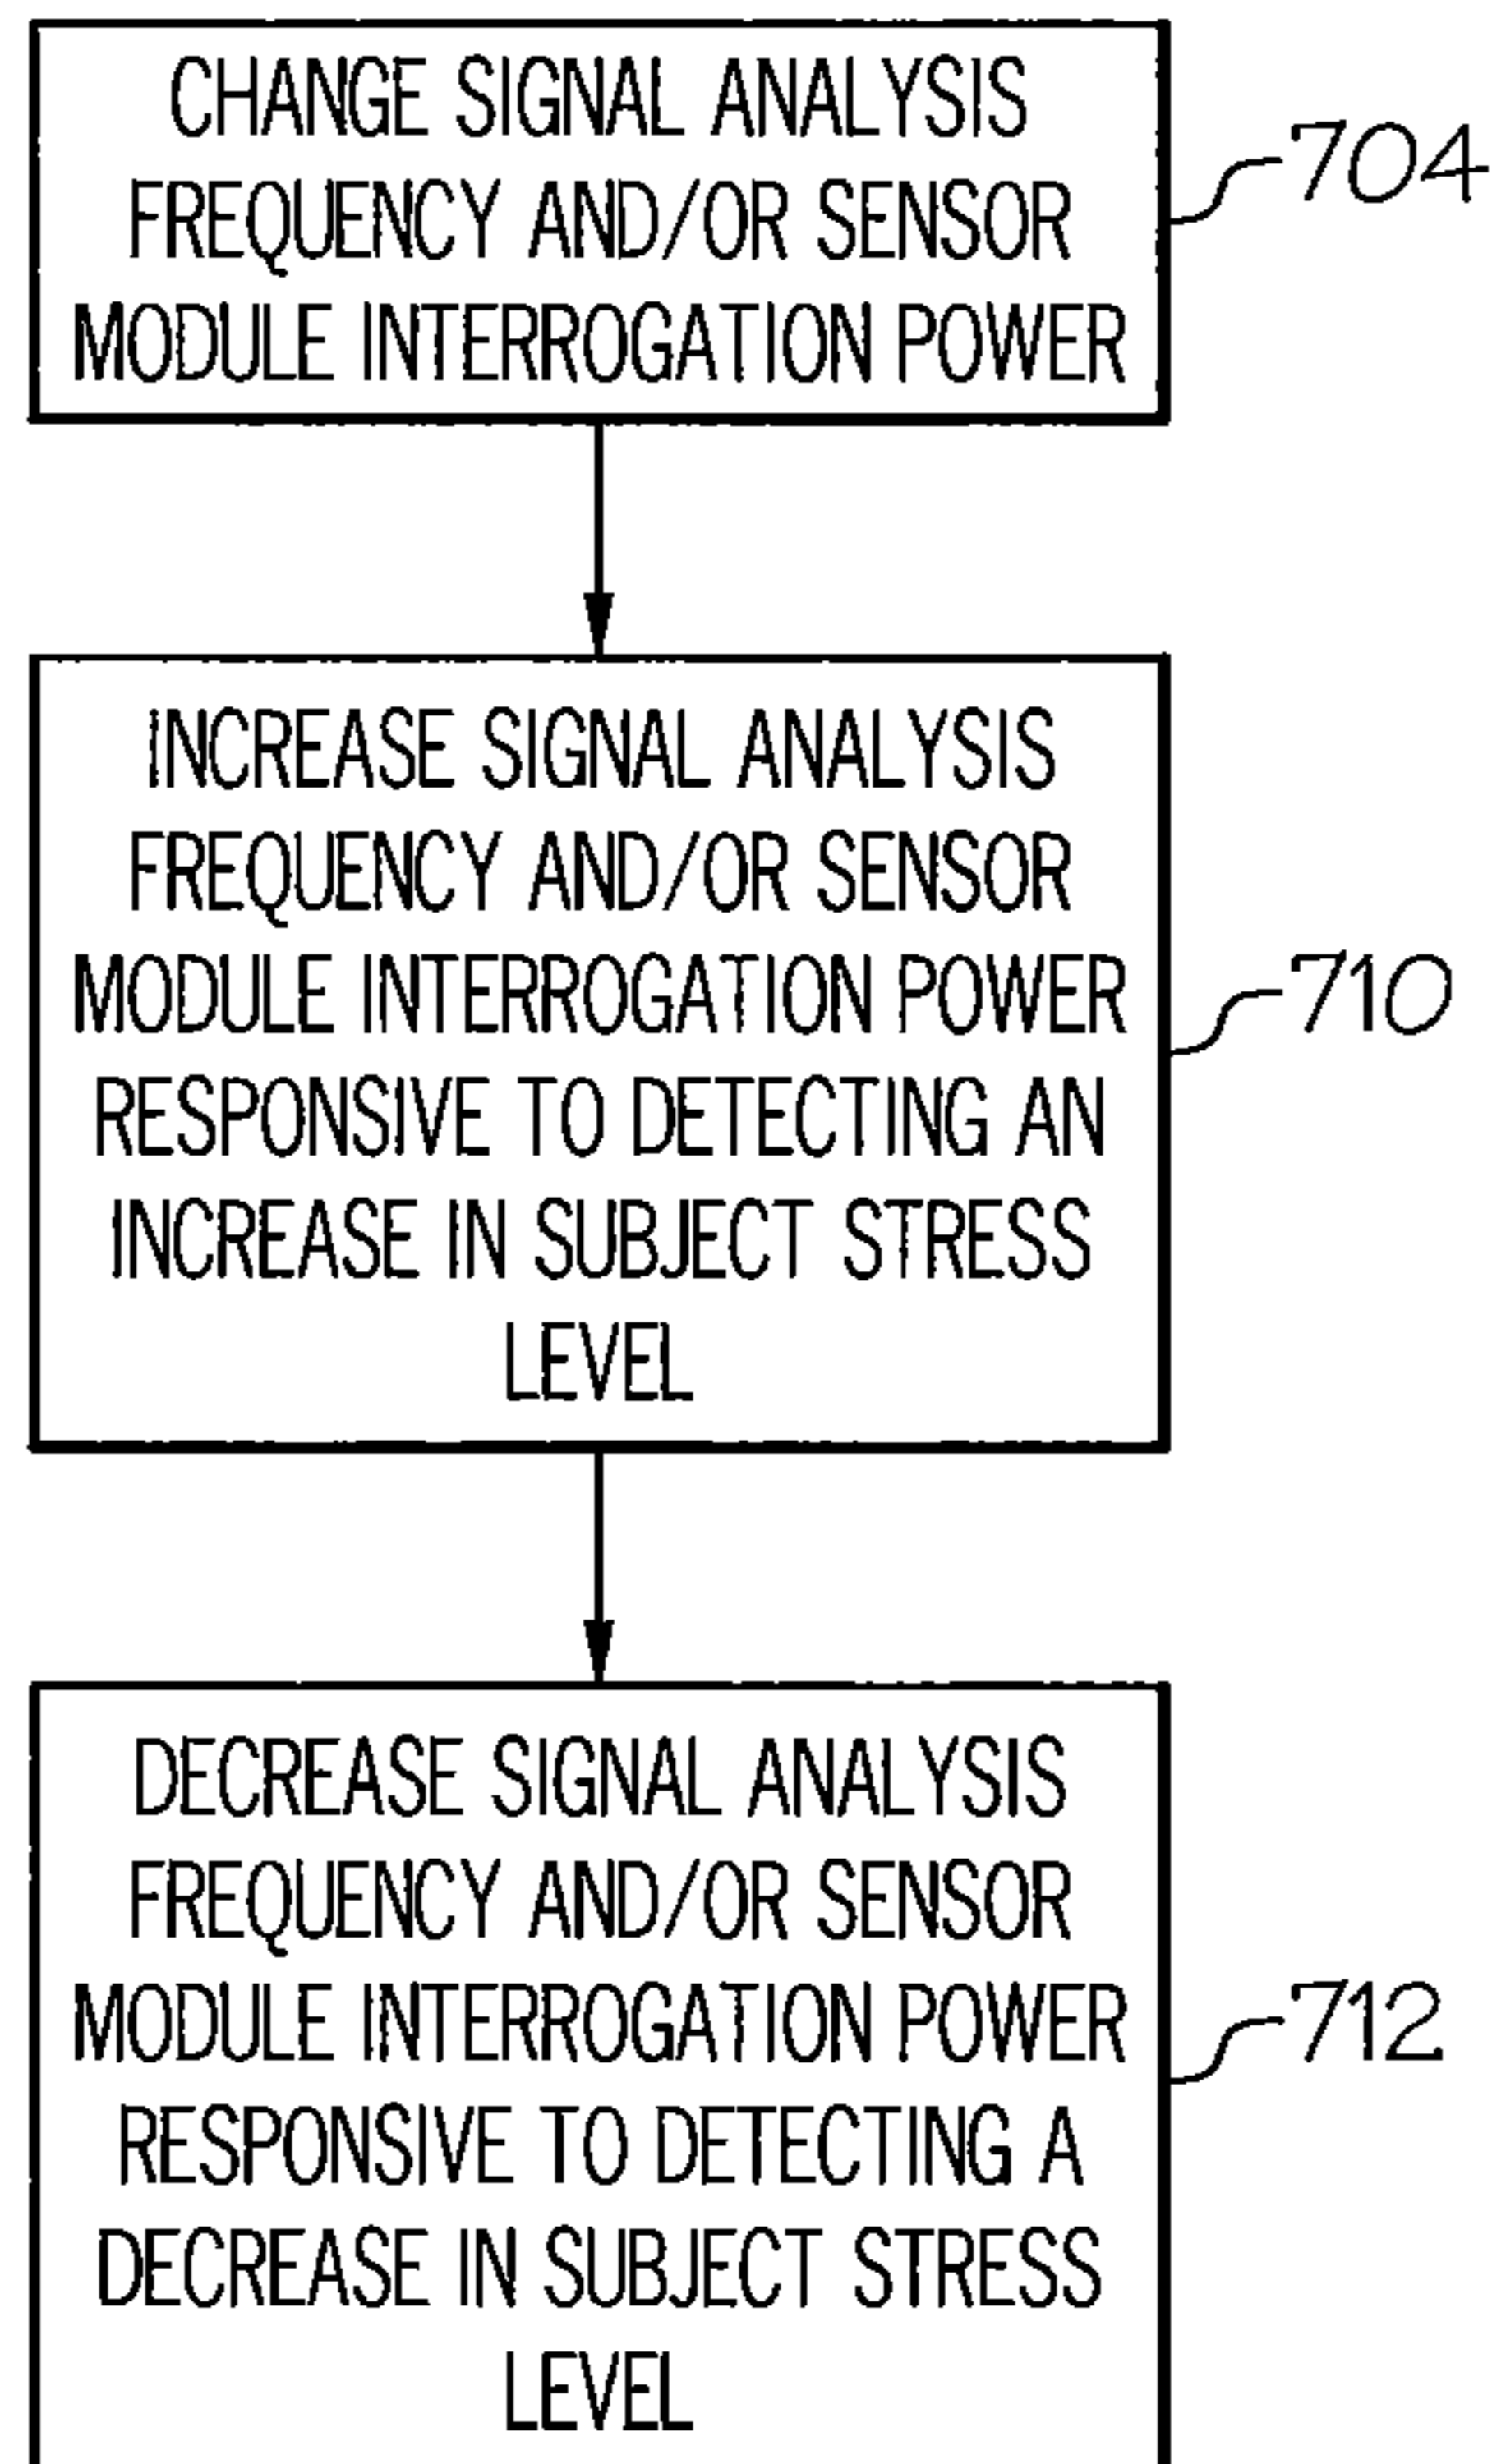 CHANGE SIGNAL ANALYSIS
FREQUENCY AND/OR SENSOR
MODULE INTERROGATION POWER
704
INCREASE SIGNAL ANALYSIS
FREQUENCY AND/OR SENSOR
MODULE INTERROGATION POWER
RESPONSIVE TO DETECTING AN
INCREASE IN SUBJECT STRESS
LEVEL
710
DECREASE SIGNAL ANALYSIS
FREQUENCY AND/OR SENSOR
MODULE INTERROGATION POWER
RESPONSIVE TO DETECTING A
DECREASE IN SUBJECT STRESS
LEVEL
712